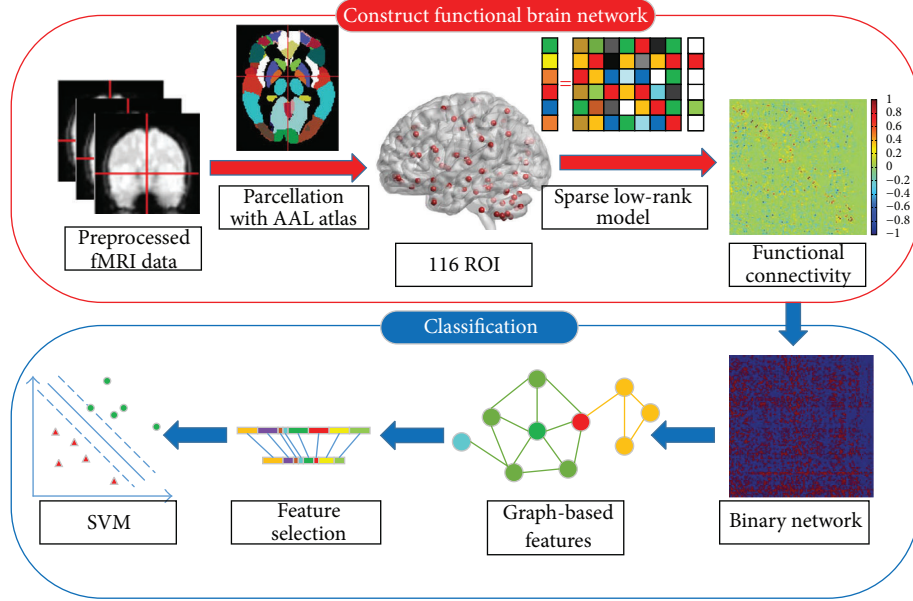 Construct functional brain network
Preprocessed
fMRI data
Parcellation
with AAL atlas
116 ROI
=
Sparse low-rank
model
1
0.8
0.6
0.4
0.2
0
−0.2
−0.4
−0.6
−0.8
−1
Functional
connectivity
Classification
SVM
Feature
selection
Graph-based
features
Binary network